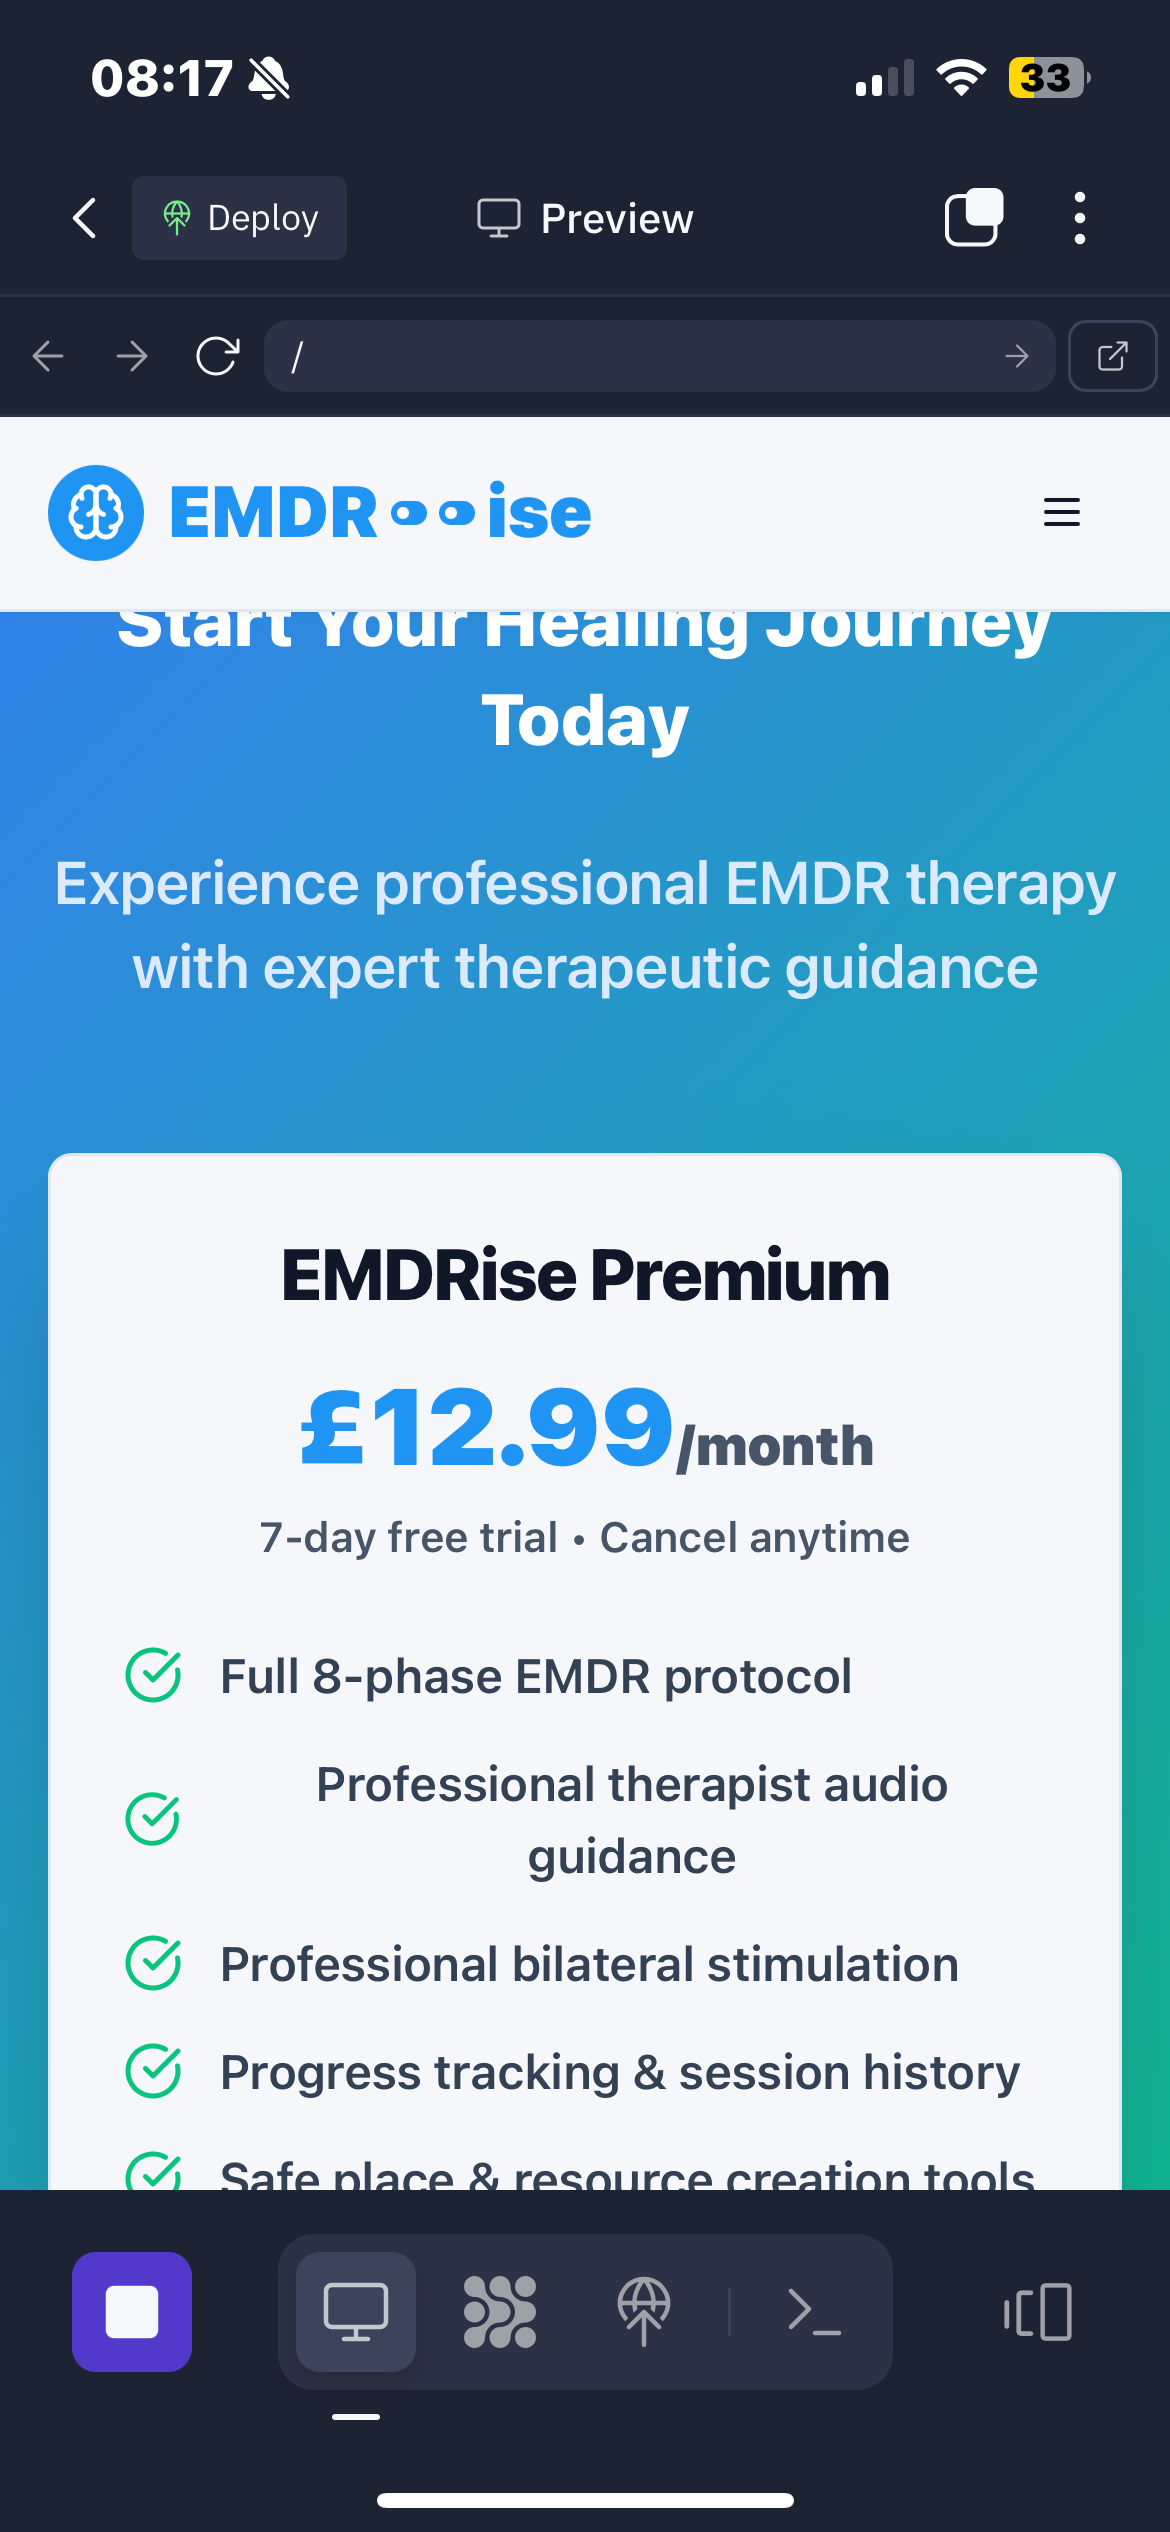 08:17
33
Deploy
Preview
/
EMDR ise
Start Your Healing Journey
Today
Experience professional EMDR therapy
with expert therapeutic guidance
EMDRise Premium
£12.99/month
7-day free trial • Cancel anytime
Full 8-phase EMDR protocol
Professional therapist audio
guidance
Professional bilateral stimulation
Progress tracking & session history
Safe place & resource creation tools